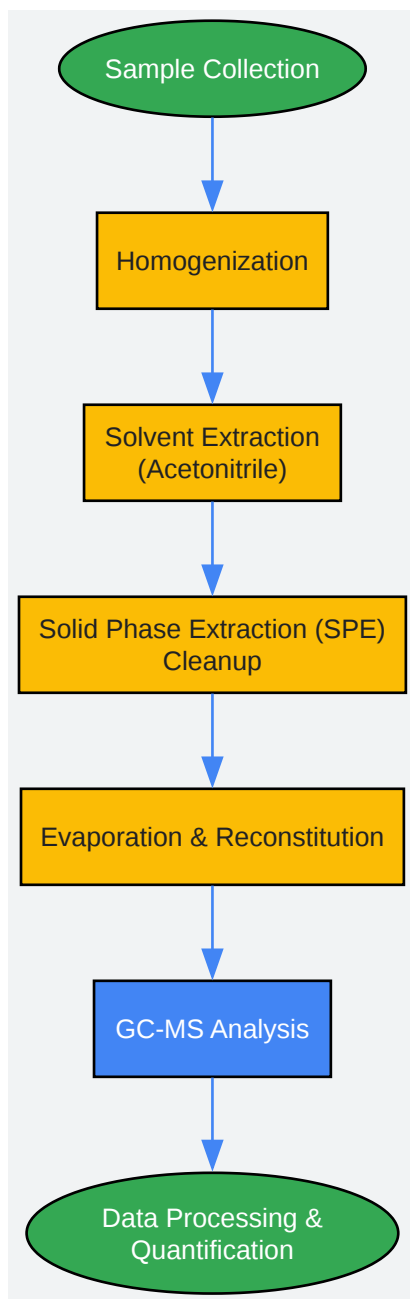 Sample Collection
Homogenization
Solvent Extraction
(Acetonitrile)
Solid Phase Extraction (SPE)
Cleanup
Evaporation & Reconstitution
GC-MS Analysis
Data Processing &
Quantification